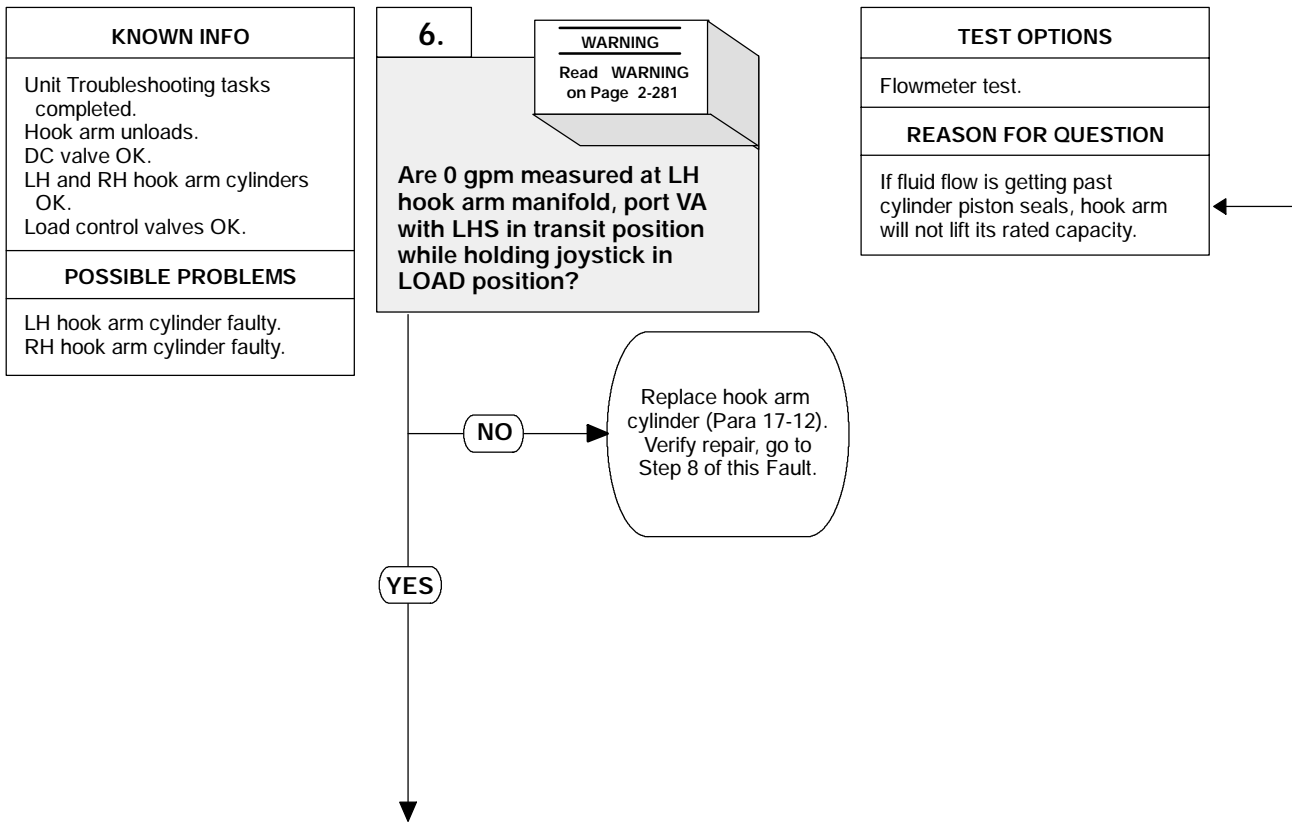 KNOWN INFO
Unit Troubleshooting tasks
completed.
Hook arm unloads.
DC valve OK.
LH and RH hook arm cylinders
OK.
Load control valves OK.
POSSIBLE PROBLEMS
LH hook arm cylinder faulty.
RH hook arm cylinder faulty.
6.
WARNING
Read WARNING
on Page 2-281
Are 0 gpm measured at LH
hook arm manifold, port VA
with LHS in transit position
while holding joystick in
LOAD position?
TEST OPTIONS
Flowmeter test.
REASON FOR QUESTION
If fluid flow is getting past
cylinder piston seals, hook arm
will not lift its rated capacity.
NO
Replace hook arm
cylinder (Para 17-12).
Verify repair, go to
Step 8 of this Fault.
YES